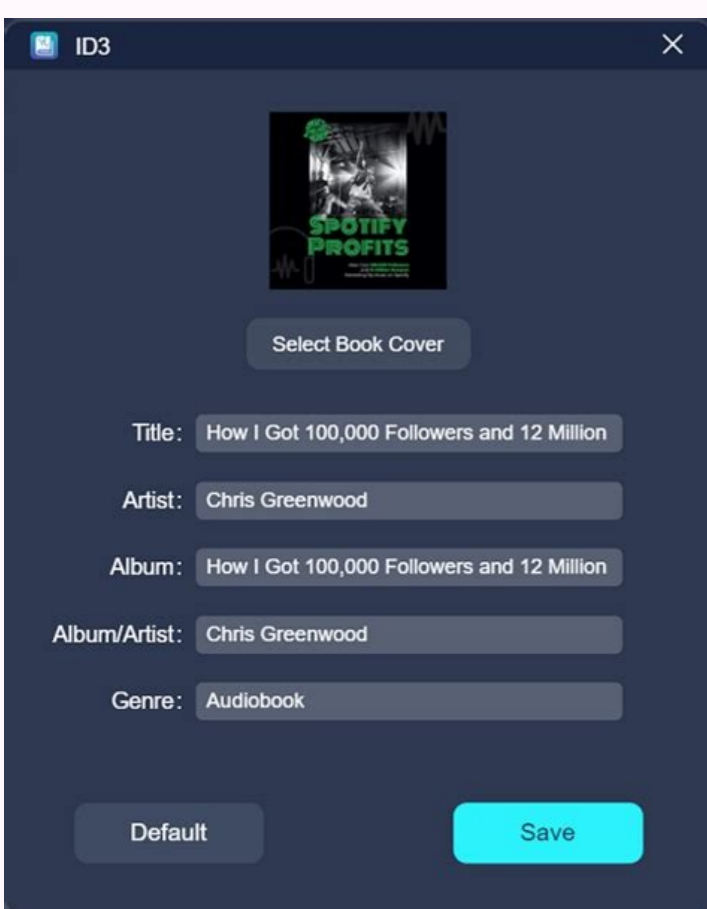 ID3
SPOTIFY
PROFITS
Select Book Cover
Title: How I Got 100,000 Followers and 12 Million
Artist: Chris Greenwood
Album: How I Got 100,000 Followers and 12 Million
Album/Artist: Chris Greenwood
Genre: Audiobook
Default Save